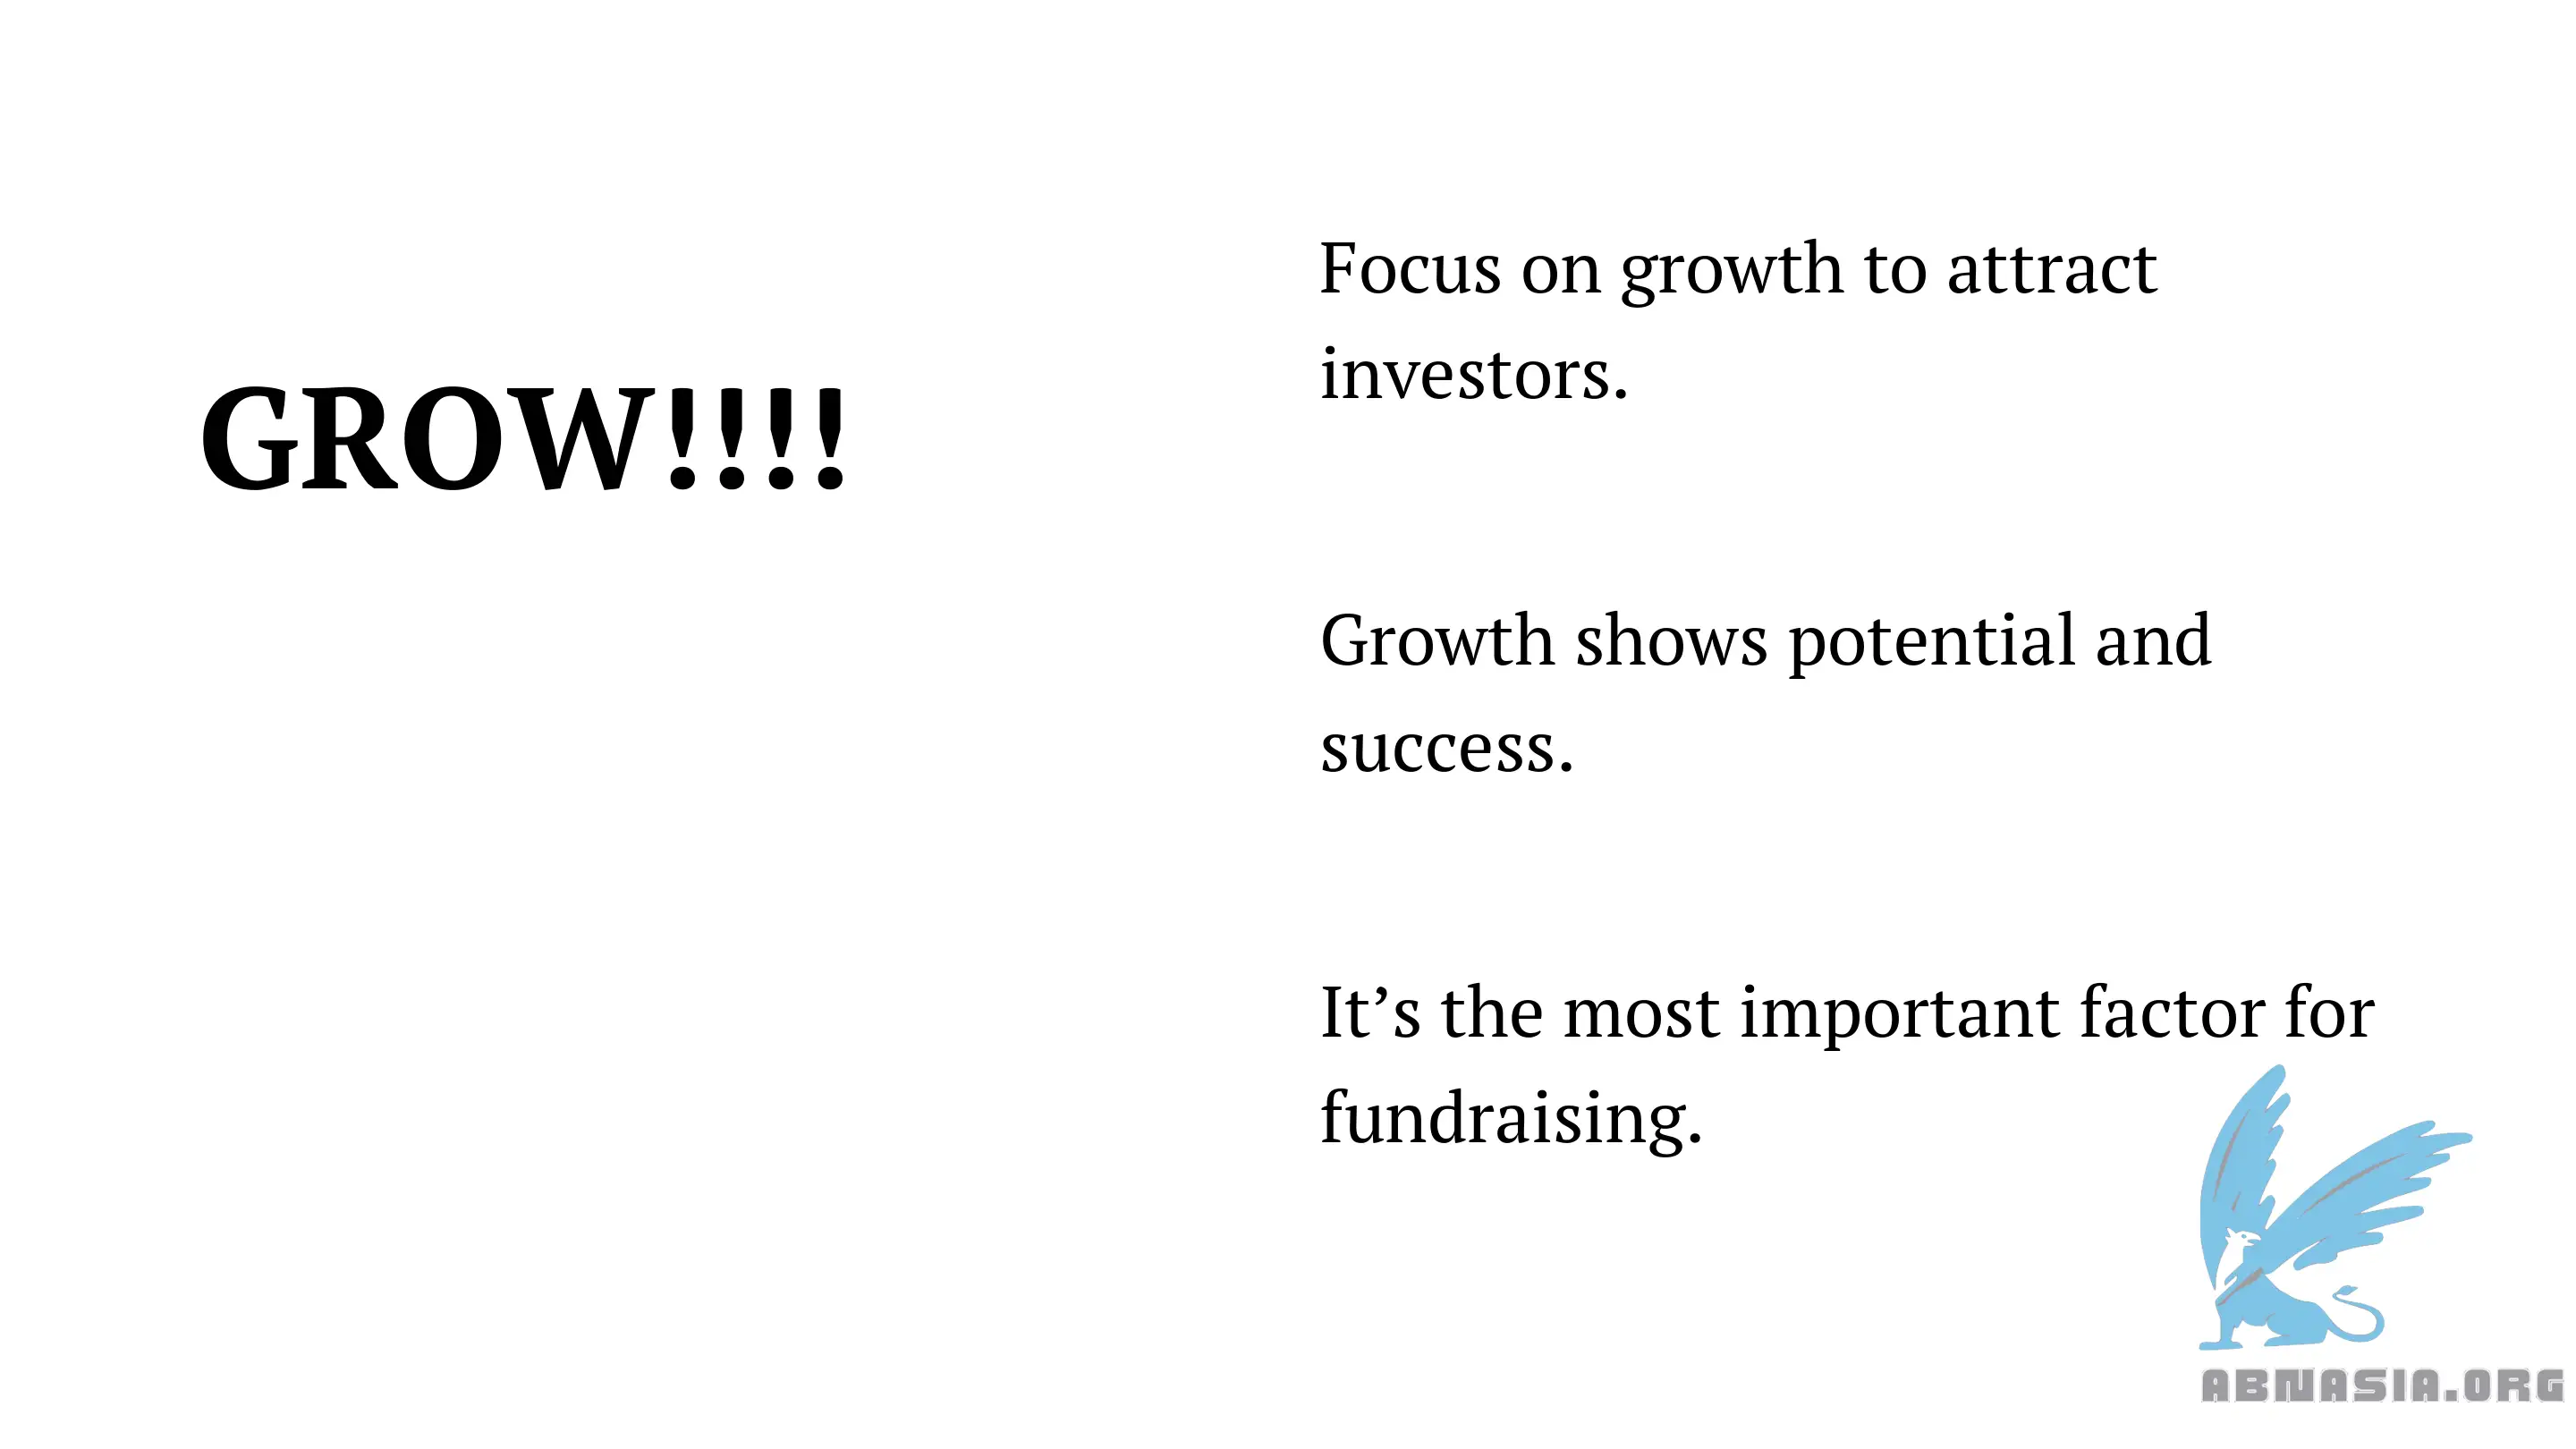 GROW!!!!
Focus on growth to attract
investors.
Growth shows potential and
success.
It’s the most important factor for
fundraising.
ABNASIA.ORG